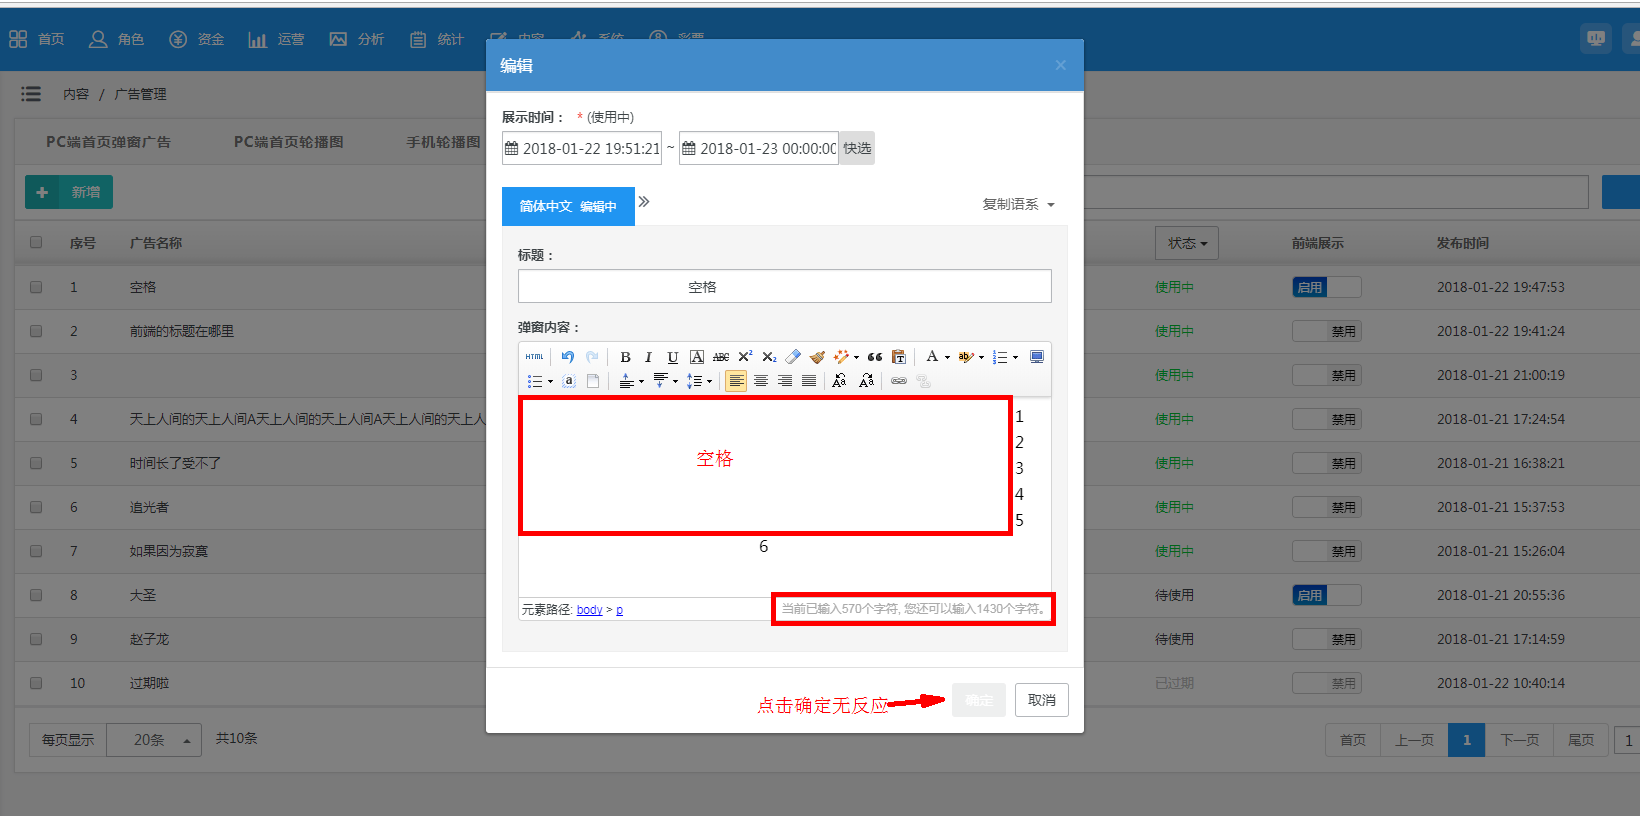 首页 角色 资金 运营 分析 统计 内容 系统 彩票
编辑 ×
内容 / 广告管理
展示时间： * (使用中)
PC端首页弹窗广告 PC端首页轮播图 手机轮播图
2018-01-22 19:51:21 ~ 2018-01-23 00:00:00 快选
新增
简体中文 编辑中 复制语系
序号 广告名称 状态 前端展示 发布时间
标题：
1 空格 使用中 启用 2018-01-22 19:47:53
空格
弹窗内容：
2 前端的标题在哪里 使用中 禁用 2018-01-22 19:41:24
HTML B I U A ABC X² X₂ T A ab
a
3 使用中 禁用 2018-01-21 21:00:19
4 天上人间的天上人间A天上人间的天上人间A天上人间的天上人 使用中 禁用 2018-01-21 17:24:54
1
2
空格
3
4
5
6
5 时间长了受不了 使用中 禁用 2018-01-21 16:38:21
6 追光者 使用中 禁用 2018-01-21 15:37:53
7 如果因为寂寞 使用中 禁用 2018-01-21 15:26:04
8 大圣 待使用 启用 2018-01-21 20:55:36
元素路径: body > p 当前已输入570个字符, 您还可以输入1430个字符。
9 赵子龙 待使用 禁用 2018-01-21 17:14:59
10 过期啦 已过期 禁用 2018-01-22 10:40:14
点击确定无反应 确定 取消
每页显示 20条 共10条
首页 上一页 1 下一页 尾页 1